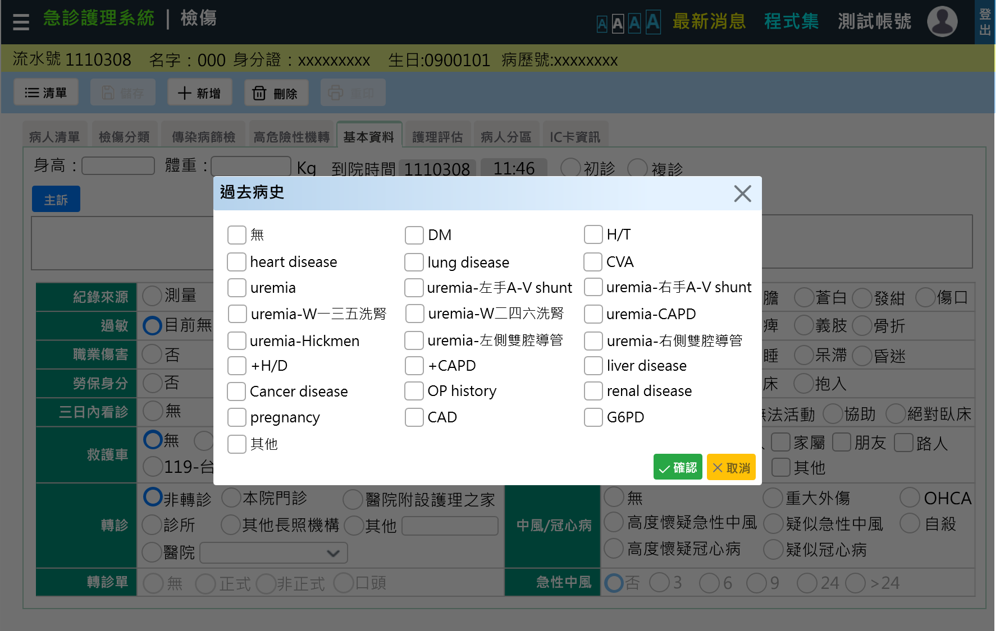 急診護理系統 | 檢傷 A A A A 最新消息 程式集 測試帳號 登出
流水號 1110308 名字：000 身分證：xxxxxxxxx 生日:0900101 病歷號:xxxxxxxx
清單 儲存 新增 刪除 重印
病人清單 檢傷分類 傳染病篩檢 高危險性機轉 基本資料 護理評估 病人分區 IC卡資訊
身高： 體重： Kg 到院時間 1110308 11:46 初診 複診
主訴
過去病史
無 DM H/T
heart disease lung disease CVA
uremia uremia-左手A-V shunt uremia-右手A-V shunt
uremia-W一三五洗腎 uremia-W二四六洗腎 uremia-CAPD
uremia-Hickmen uremia-左側雙腔導管 uremia-右側雙腔導管
+H/D +CAPD liver disease
Cancer disease OP history renal disease
pregnancy CAD G6PD
其他
確認 取消
紀錄來源 測量 膽 蒼白 發紺 傷口
過敏 目前無 痺 義肢 骨折
職業傷害 否 睡 呆滯 昏迷
勞保身分 否 床 抱入
三日內看診 無 法活動 協助 絕對臥床
救護車 無 家屬 朋友 路人
119-台 其他
轉診 非轉診 本院門診 醫院附設護理之家
診所 其他長照機構 其他
醫院
中風/冠心病 無 重大外傷 OHCA
高度懷疑急性中風 疑似急性中風 自殺
高度懷疑冠心病 疑似冠心病
轉診單 無 正式 非正式 口頭 急性中風 否 3 6 9 24 >24